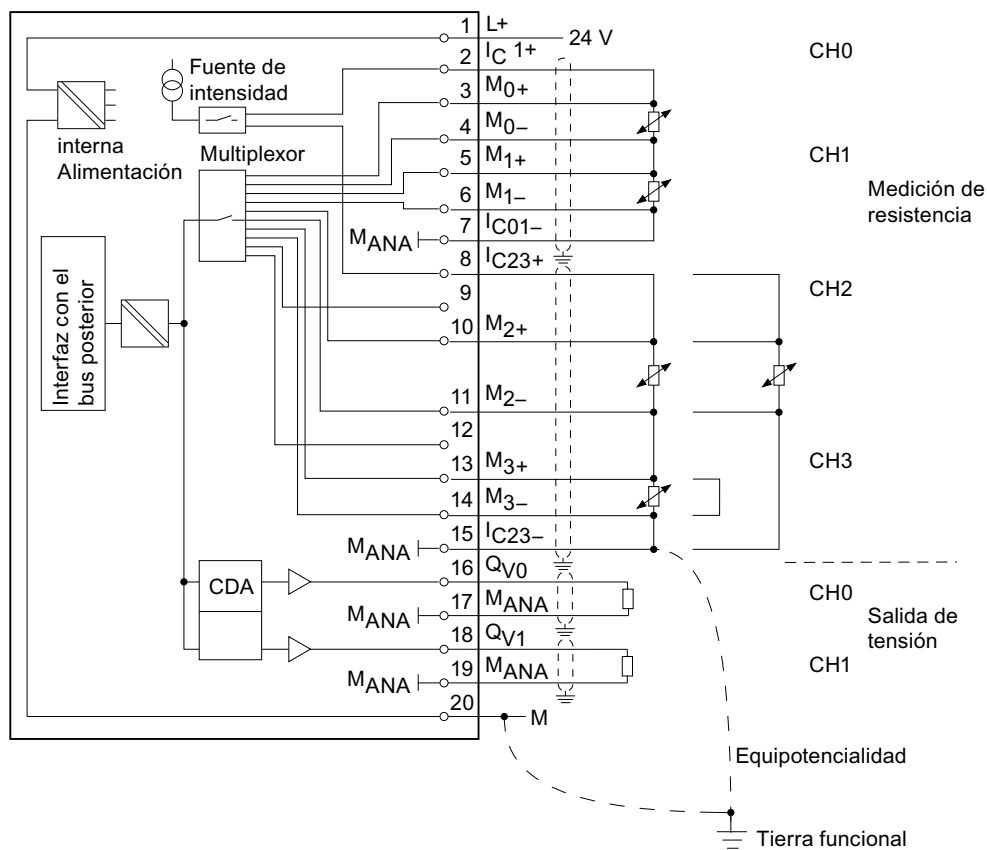 1 L+
24 V
CH0
2 IC 1+
Fuente de
intensidad
3 M0+
4 M0–
interna
Alimentación
Multiplexor
5 M1+
CH1
6 M1–
Medición de
resistencia
7 IC01–
MANA
8 IC23+
9
CH2
10 M2+
Interfaz con el
bus posterior
11 M2–
12
13 M3+
CH3
14 M3–
15 IC23–
MANA
16 QV0
CDA
CH0
17 MANA
MANA
Salida de
tensión
18 QV1
CH1
19 MANA
MANA
20
M
Equipotencialidad
Tierra funcional